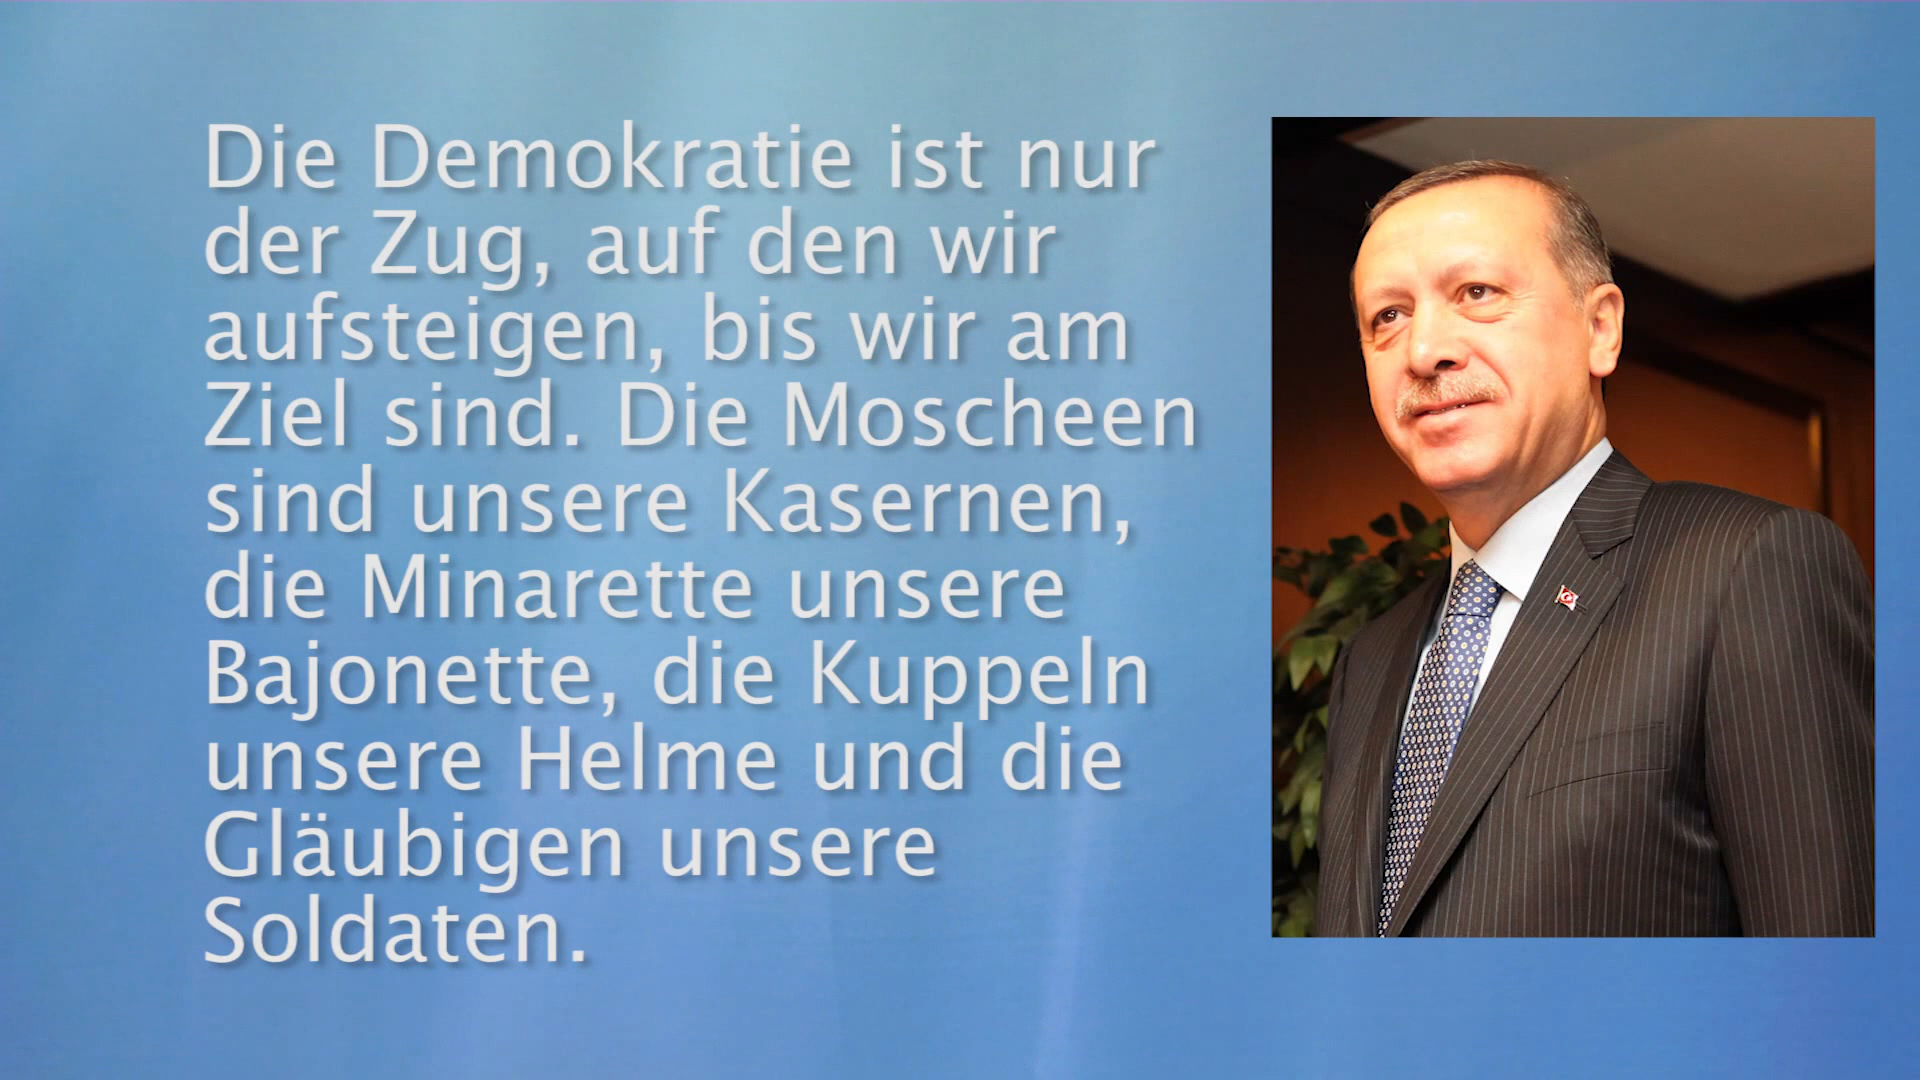 Die Demokratie ist nur
der Zug, auf den wir
aufsteigen, bis wir am
Ziel sind. Die Moscheen
sind unsere Kasernen,
die Minarette unsere
Bajonette, die Kuppeln
unsere Helme und die
Gläubigen unsere
Soldaten.